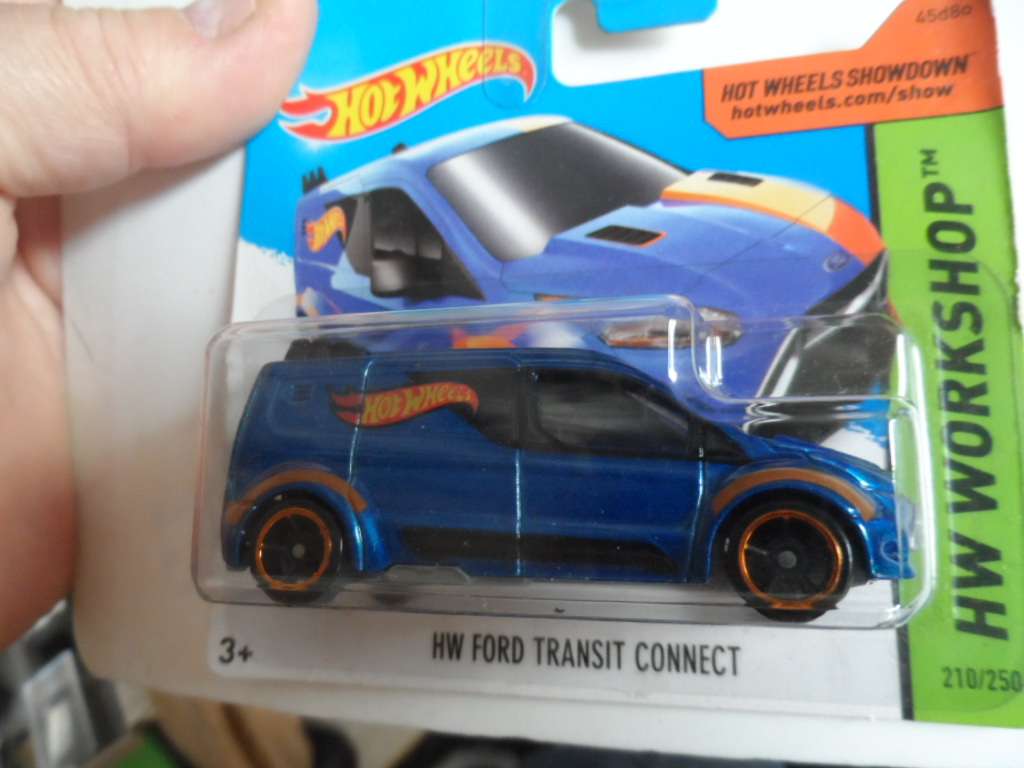 45d8a
HOT WHEELS
HOT WHEELS SHOWDOWN™
hotwheels.com/show
HOT WHEELS
HW WORKSHOP™
3+
HW FORD TRANSIT CONNECT
210/250